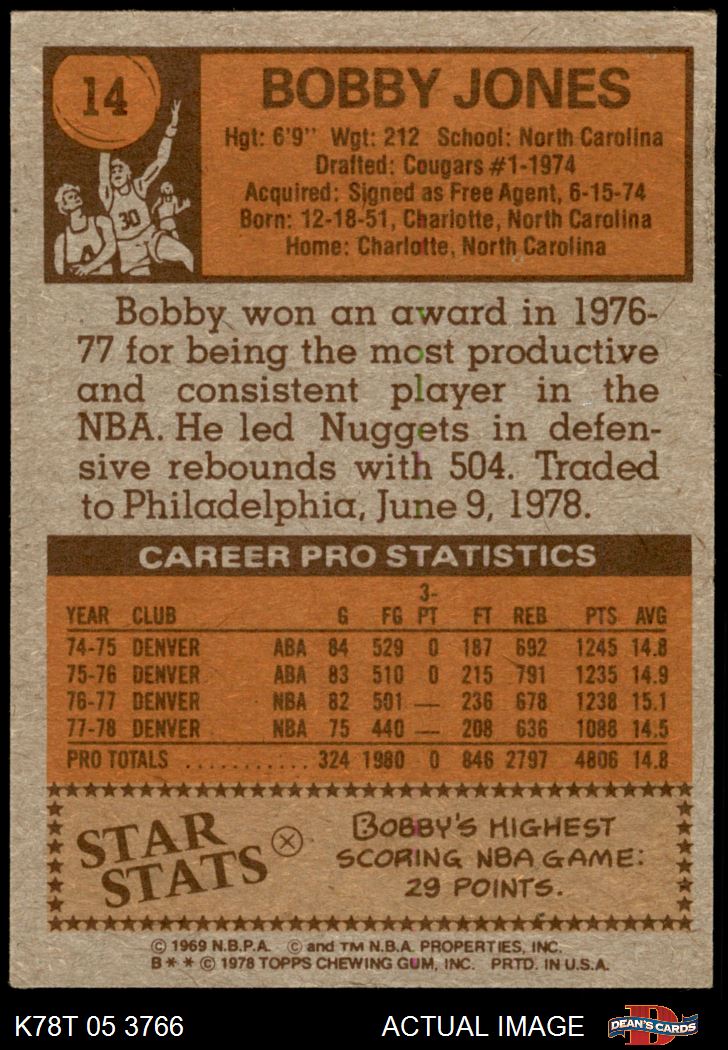 14
BOBBY JONES
Hgt: 6'9" Wgt: 212 School: North Carolina
Drafted: Cougars #1-1974
Acquired: Signed as Free Agent, 6-15-74
Born: 12-18-51, Charlotte, North Carolina
Home: Charlotte, North Carolina
30
Bobby won an award in 1976-
77 for being the most productive
and consistent player in the
NBA. He led Nuggets in defen-
sive rebounds with 504. Traded
to Philadelphia, June 9, 1978.
CAREER PRO STATISTICS
YEAR CLUB G FG 3-PT FT REB PTS AVG
74-75 DENVER ABA 84 529 0 187 692 1245 14.8
75-76 DENVER ABA 83 510 0 215 791 1235 14.9
76-77 DENVER NBA 82 501 — 236 678 1238 15.1
77-78 DENVER NBA 75 440 — 208 636 1088 14.5
PRO TOTALS ........... 324 1980 0 846 2797 4806 14.8
STAR
STATS
BOBBY'S HIGHEST
SCORING NBA GAME:
29 POINTS.
© 1969 N.B.P.A. © and TM N.B.A. PROPERTIES, INC.
B * * © 1978 TOPPS CHEWING GUM, INC. PRTD. IN U.S.A.
K78T 05 3766 ACTUAL IMAGE D DEAN'S CARDS